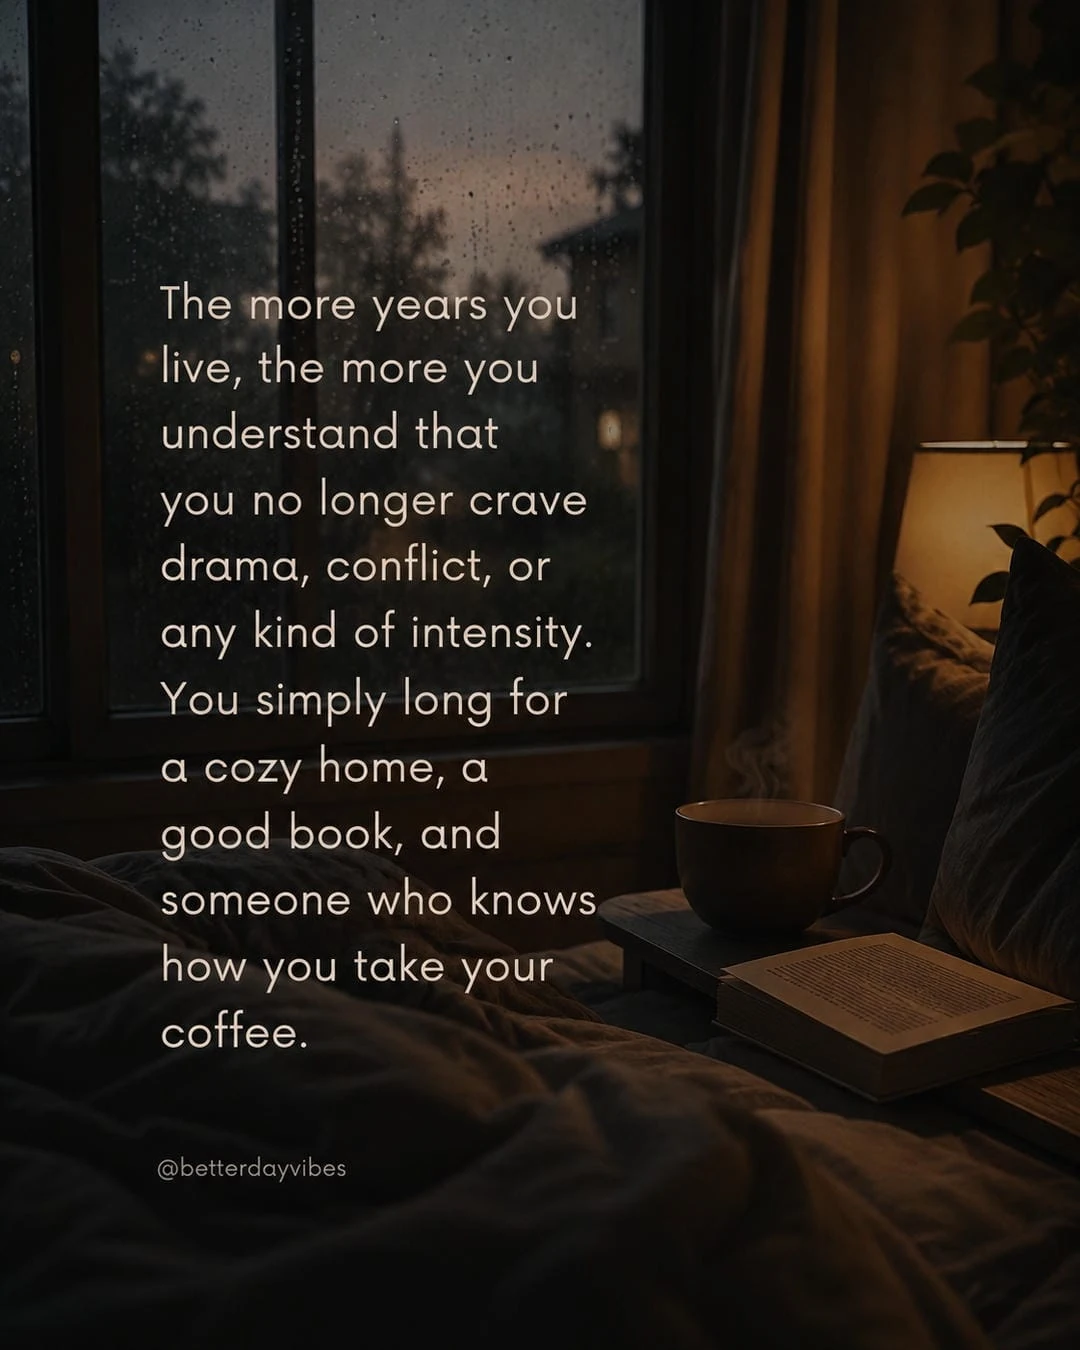 The more years you
live, the more you
understand that
you no longer crave
drama, conflict, or
any kind of intensity.
You simply long for
a cozy home, a
good book, and
someone who knows
how you take your
coffee.
@betterdayvibes